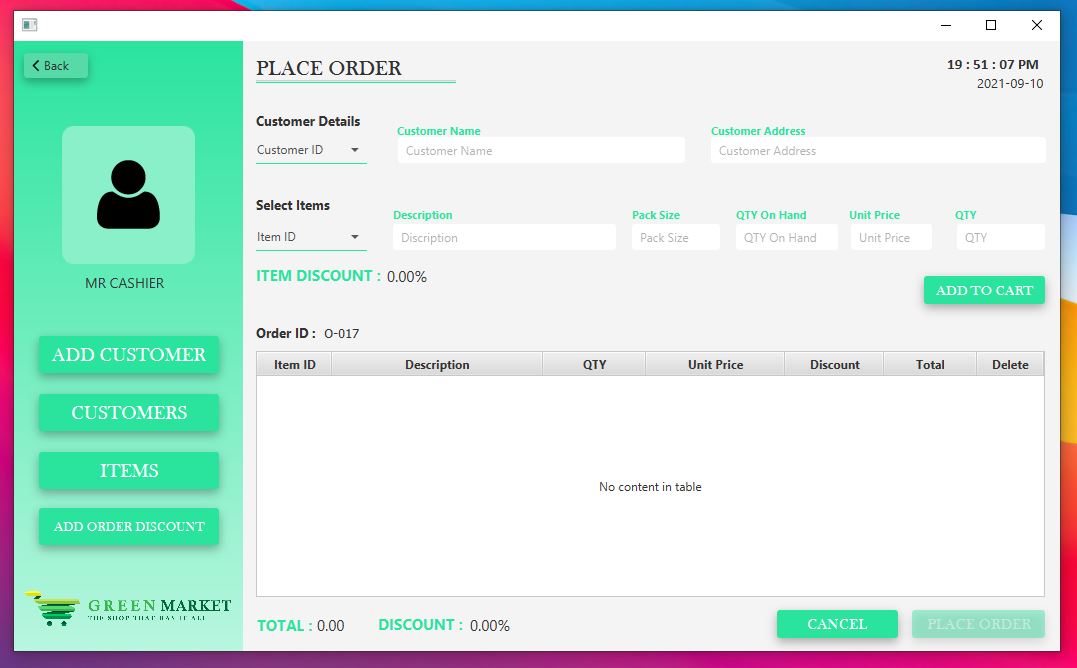 Back
PLACE ORDER
19 : 51 : 07 PM
2021-09-10
Customer Details
Customer Name
Customer Address
Customer ID
Customer Name
Customer Address
MR CASHIER
Select Items
Description
Pack Size
QTY On Hand
Unit Price
QTY
Item ID
Discription
Pack Size
QTY On Hand
Unit Price
QTY
ITEM DISCOUNT : 0.00%
ADD TO CART
ADD CUSTOMER
CUSTOMERS
ITEMS
ADD ORDER DISCOUNT
Order ID : O-017
Item ID Description QTY Unit Price Discount Total Delete
No content in table
GREEN MARKET
THE SHOP THAT HAS IT ALL
TOTAL : 0.00 DISCOUNT : 0.00%
CANCEL
PLACE ORDER